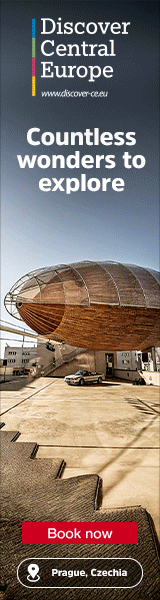 Discover
Central
Europe
www.discover-ce.eu
Countless
wonders to
explore
Book now
Prague, Czechia